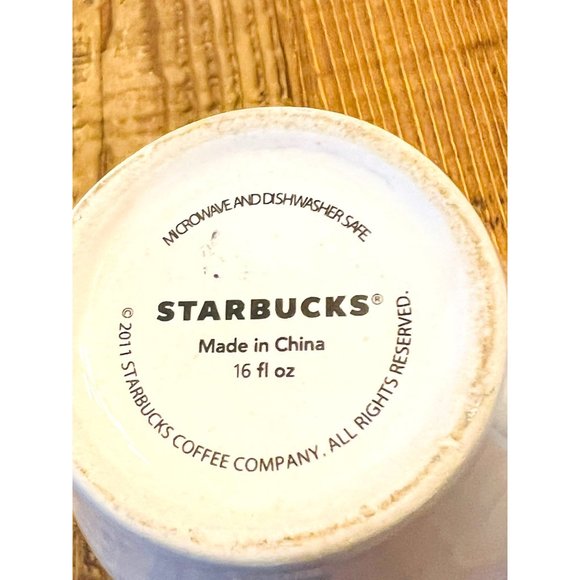 MICROWAVE AND DISHWASHER SAFE.
STARBUCKS®
Made in China
16 fl oz
© 2011 STARBUCKS COFFEE COMPANY. ALL RIGHTS RESERVED.